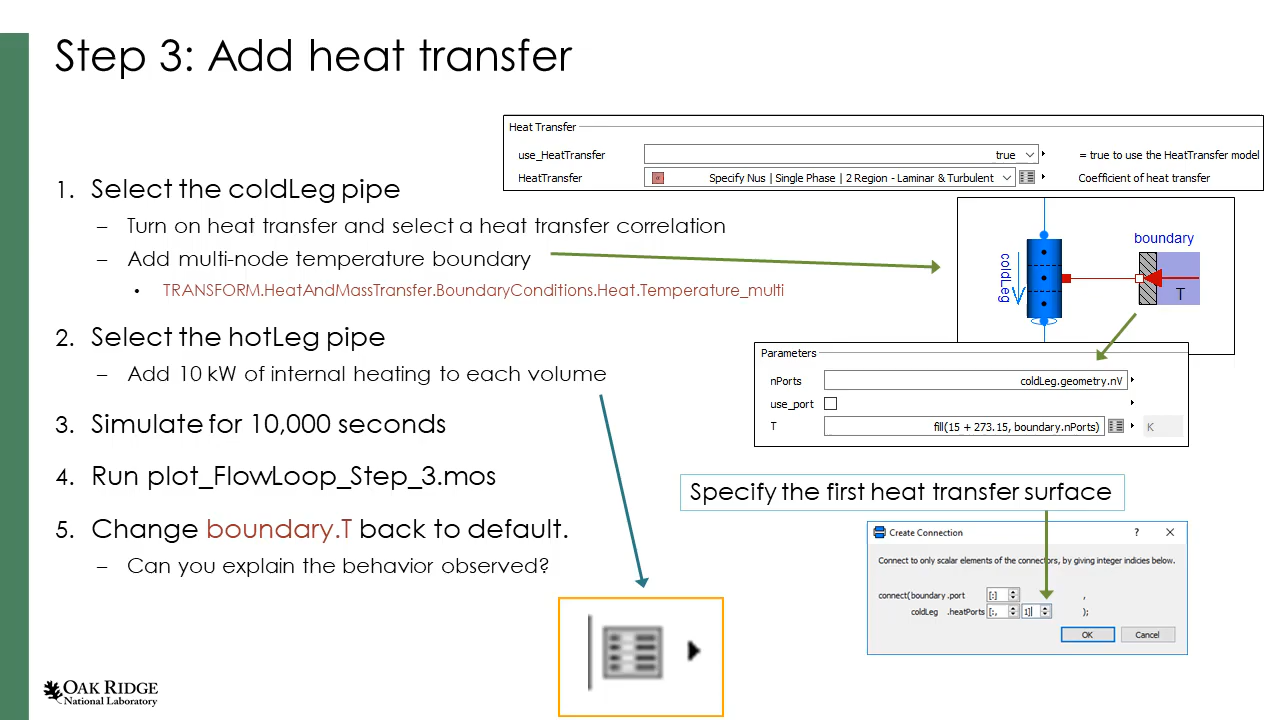 Step 3: Add heat transfer
1. Select the coldLeg pipe
– Turn on heat transfer and select a heat transfer correlation
– Add multi-node temperature boundary
• TRANSFORM.HeatAndMassTransfer.BoundaryConditions.Heat.Temperature_multi
2. Select the hotLeg pipe
– Add 10 kW of internal heating to each volume
3. Simulate for 10,000 seconds
4. Run plot_FlowLoop_Step_3.mos
5. Change boundary.T back to default.
– Can you explain the behavior observed?
Heat Transfer
use_HeatTransfer true = true to use the HeatTransfer model
HeatTransfer Specify Nus | Single Phase | 2 Region - Laminar & Turbulent Coefficient of heat transfer
boundary
coldLeg
T
Parameters
nPorts coldLeg.geometry.nV
use_port
T fill(15 + 273.15, boundary.nPorts) K
Specify the first heat transfer surface
Create Connection ?
Connect to only scalar elements of the connectors, by giving integer indicies below.
connect(boundary .port [:] ,
coldLeg .heatPorts [:, 1] );
OK Cancel
OAK RIDGE
National Laboratory